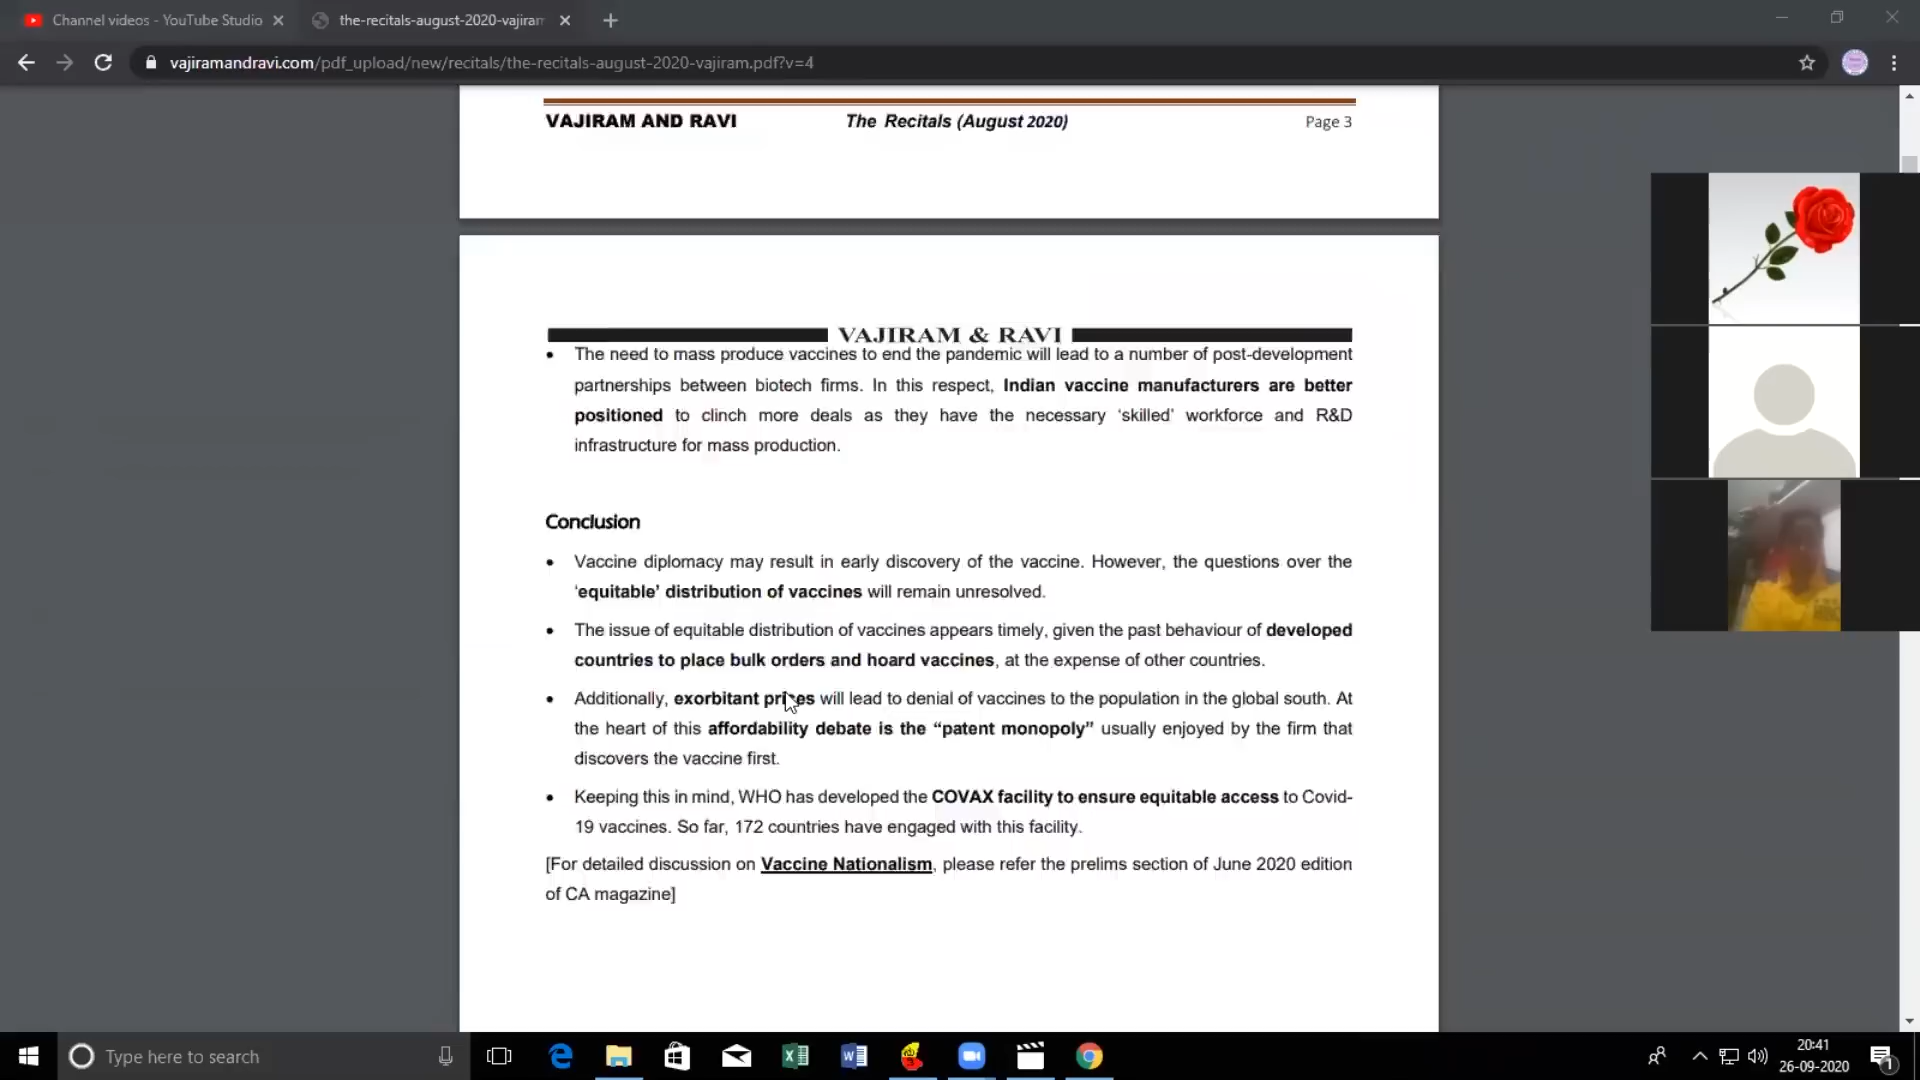 Channel videos - YouTube Studio
the-recitals-august-2020-vajiram
vajiramandravi.com/pdf_upload/new/recitals/the-recitals-august-2020-vajiram.pdf?v=4
VAJIRAM AND RAVI The Recitals (August 2020) Page 3
VAJIRAM & RAVI
• The need to mass produce vaccines to end the pandemic will lead to a number of post-development
partnerships between biotech firms. In this respect, Indian vaccine manufacturers are better
positioned to clinch more deals as they have the necessary ‘skilled’ workforce and R&D
infrastructure for mass production.
Conclusion
• Vaccine diplomacy may result in early discovery of the vaccine. However, the questions over the
‘equitable’ distribution of vaccines will remain unresolved.
• The issue of equitable distribution of vaccines appears timely, given the past behaviour of developed
countries to place bulk orders and hoard vaccines, at the expense of other countries.
• Additionally, exorbitant prices will lead to denial of vaccines to the population in the global south. At
the heart of this affordability debate is the “patent monopoly” usually enjoyed by the firm that
discovers the vaccine first.
• Keeping this in mind, WHO has developed the COVAX facility to ensure equitable access to Covid-
19 vaccines. So far, 172 countries have engaged with this facility.
[For detailed discussion on Vaccine Nationalism, please refer the prelims section of June 2020 edition
of CA magazine]
Type here to search
20:41
26-09-2020
1